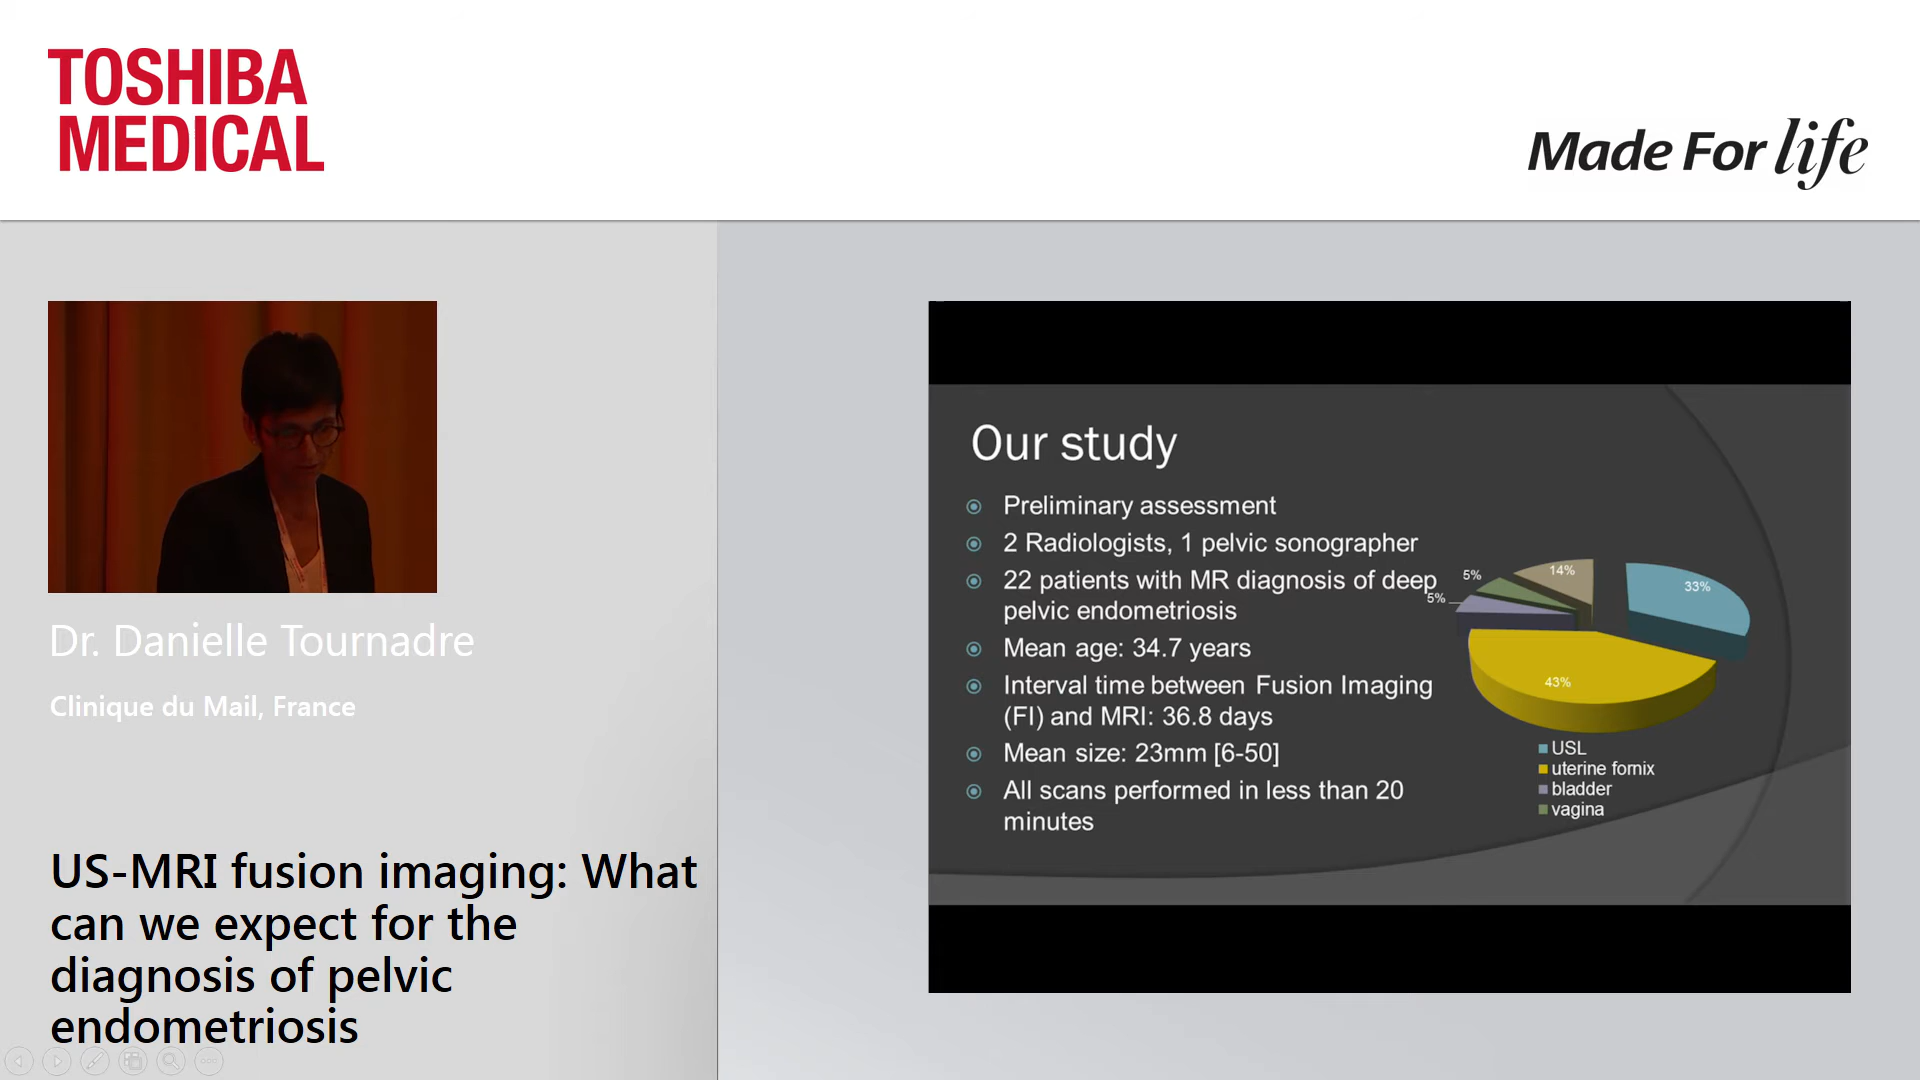 TOSHIBA
MEDICAL
Made For life
Dr. Danielle Tournadre
Clinique du Mail, France
US-MRI fusion imaging: What
can we expect for the
diagnosis of pelvic
endometriosis
Our study
Preliminary assessment
2 Radiologists, 1 pelvic sonographer
22 patients with MR diagnosis of deep
pelvic endometriosis
Mean age: 34.7 years
Interval time between Fusion Imaging
(FI) and MRI: 36.8 days
Mean size: 23mm [6-50]
All scans performed in less than 20
minutes
14%
5%
33%
5%
43%
USL
uterine fornix
bladder
vagina